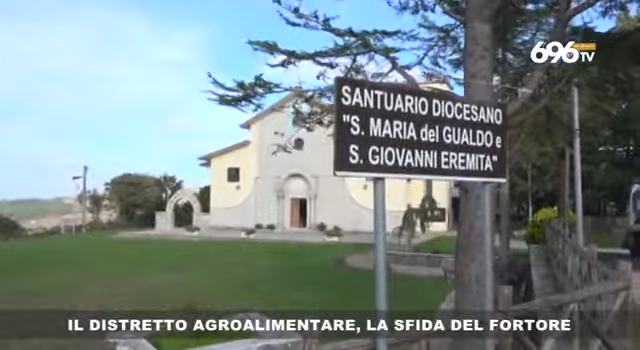 696
TV
SANTUARIO DIOCESANO
"S. MARIA del GUALDO e
S. GIOVANNI EREMITA"
IL DISTRETTO AGROALIMENTARE, LA SFIDA DEL FORTORE